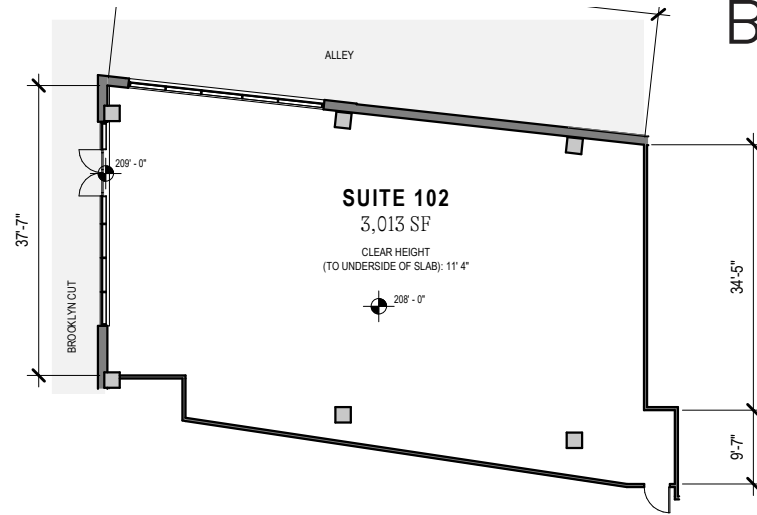 B
ALLEY
209' - 0"
SUITE 102
3,013 SF
CLEAR HEIGHT
(TO UNDERSIDE OF SLAB): 11' 4"
208' - 0"
37'-7"
BROOKLYN CUT
34'-5"
9'-7"